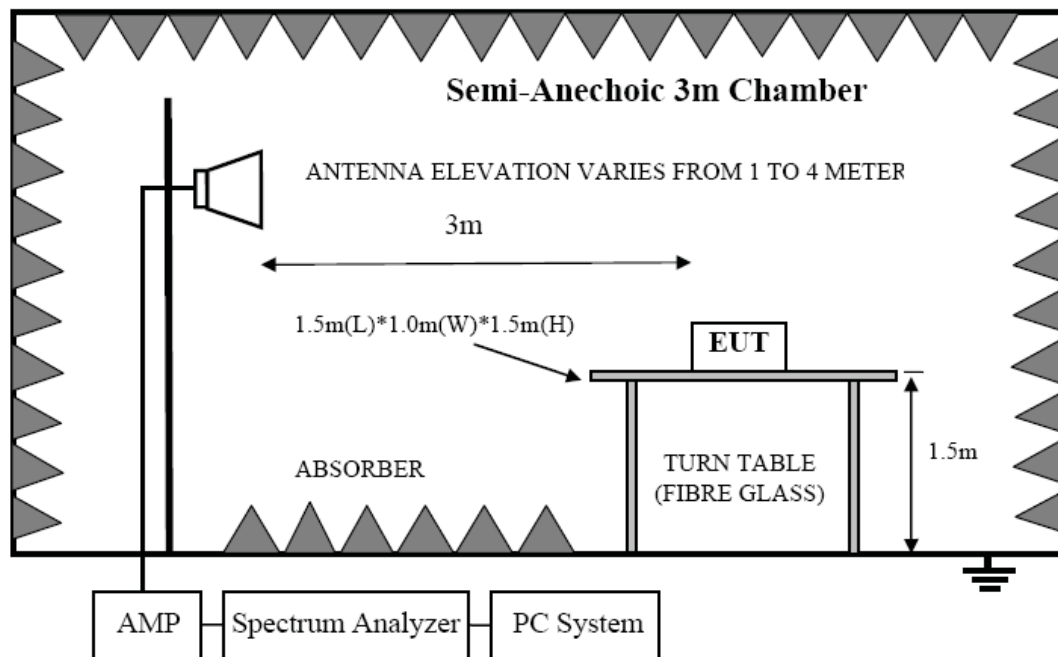 Semi-Anechoic 3m Chamber
ANTENNA ELEVATION VARIES FROM 1 TO 4 METER
3m
1.5m(L)*1.0m(W)*1.5m(H)
EUT
1.5m
ABSORBER
TURN TABLE
(FIBRE GLASS)
AMP
Spectrum Analyzer
PC System